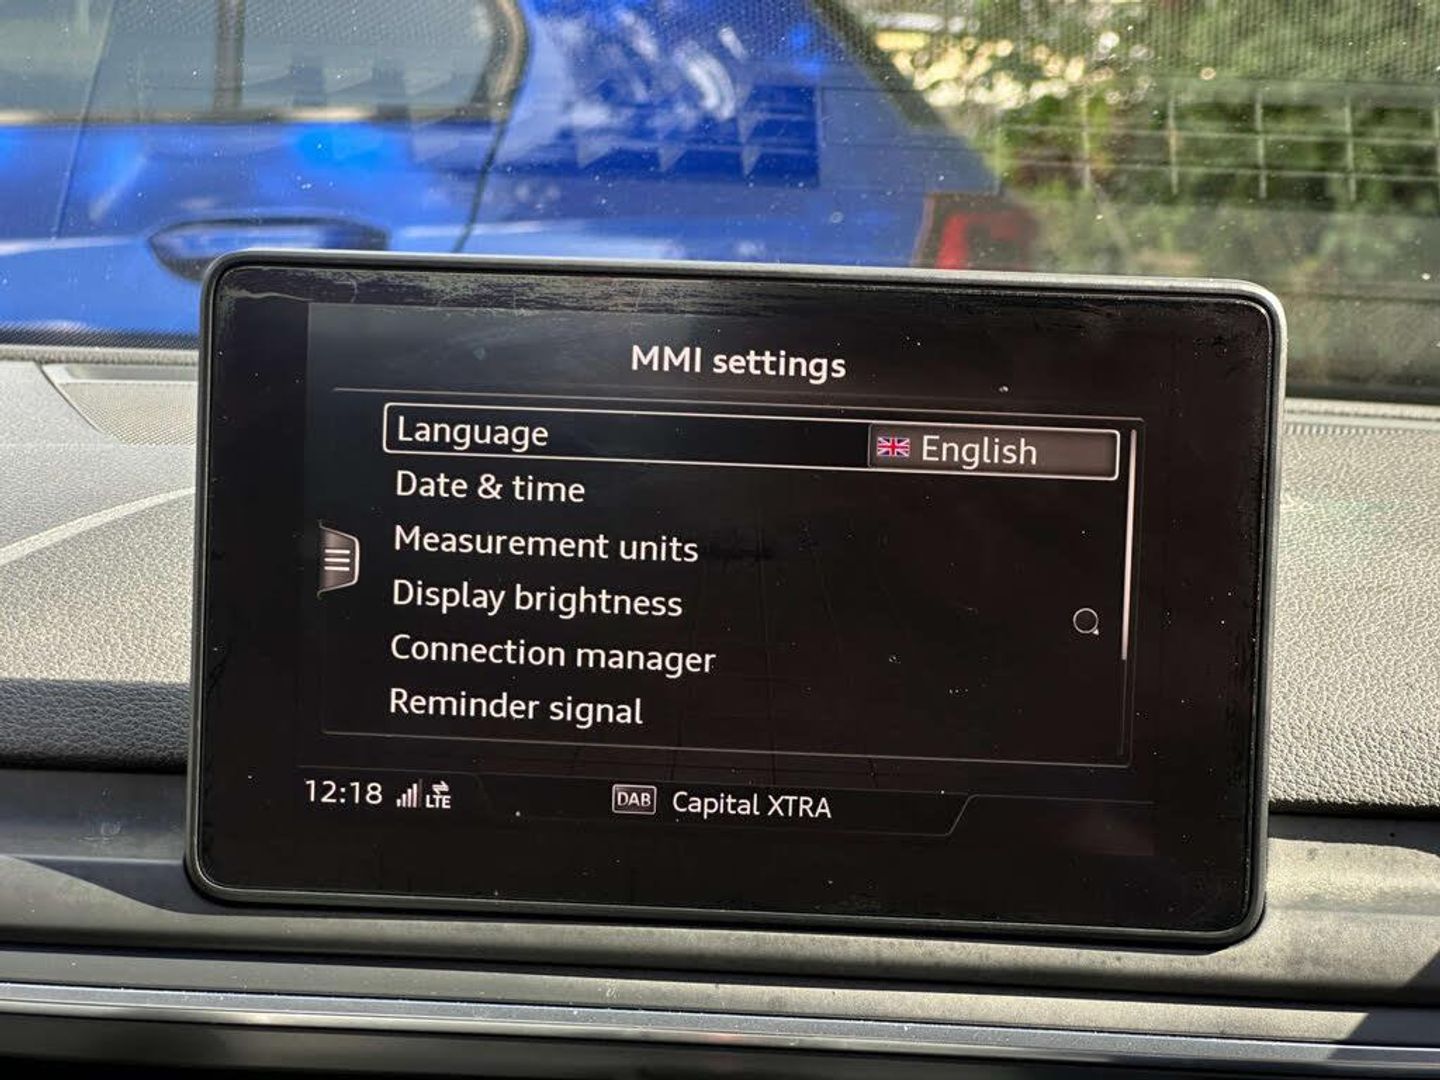 MMI settings
Language English
Date & time
Measurement units
Display brightness
Connection manager
Reminder signal
12:18 LTE DAB Capital XTRA